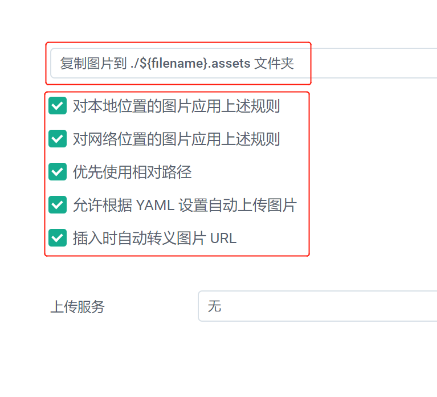 复制图片到 ./${filename}.assets 文件夹
对本地位置的图片应用上述规则
对网络位置的图片应用上述规则
优先使用相对路径
允许根据 YAML 设置自动上传图片
插入时自动转义图片 URL
上传服务
无